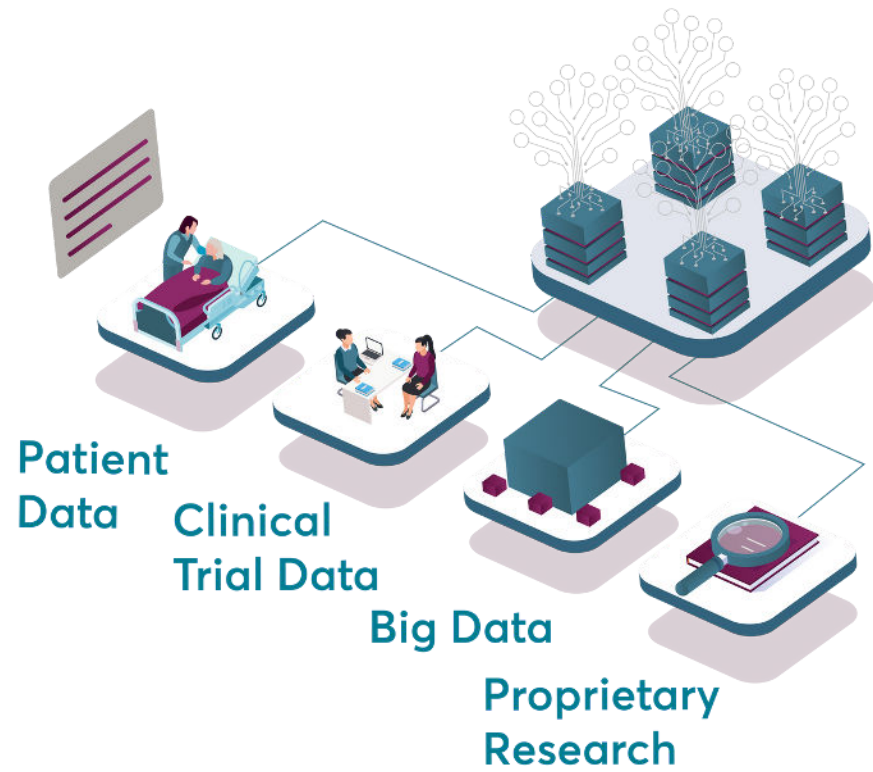 Patient
Data
Clinical
Trial Data
Big Data
Proprietary
Research